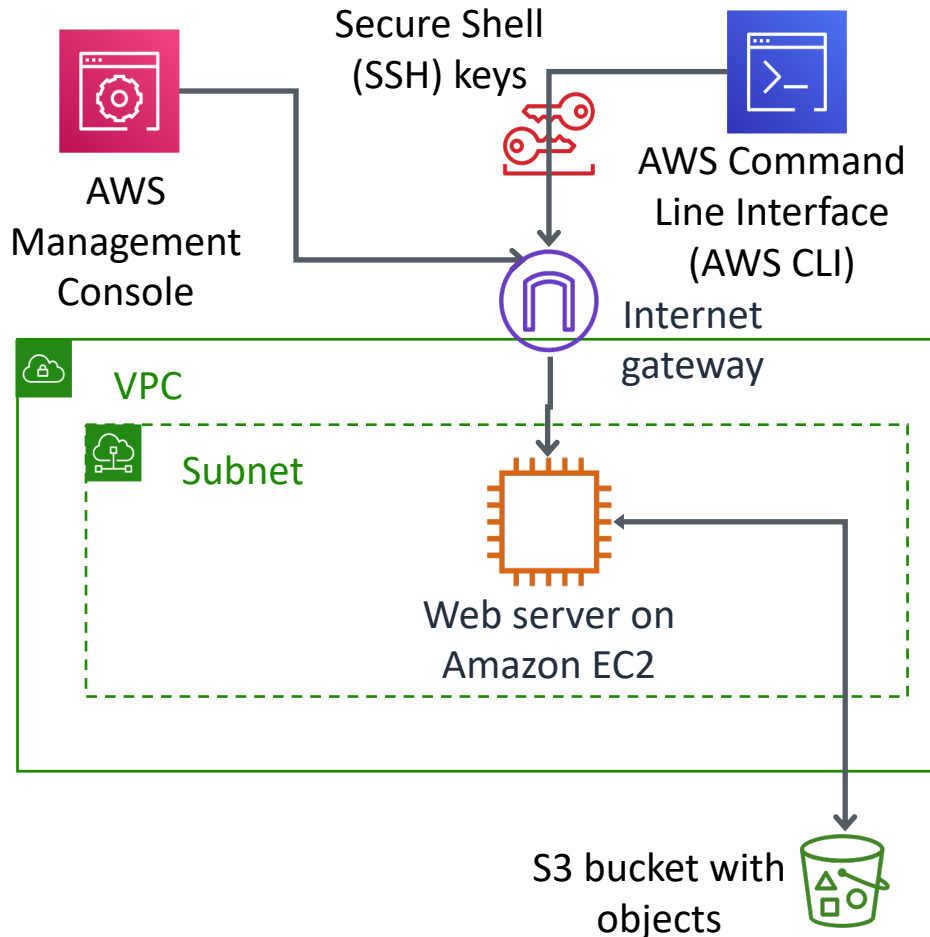 Secure Shell
(SSH) keys
AWS
Management
Console
AWS Command
Line Interface
(AWS CLI)
Internet
gateway
VPC
Subnet
Web server on
Amazon EC2
S3 bucket with
objects